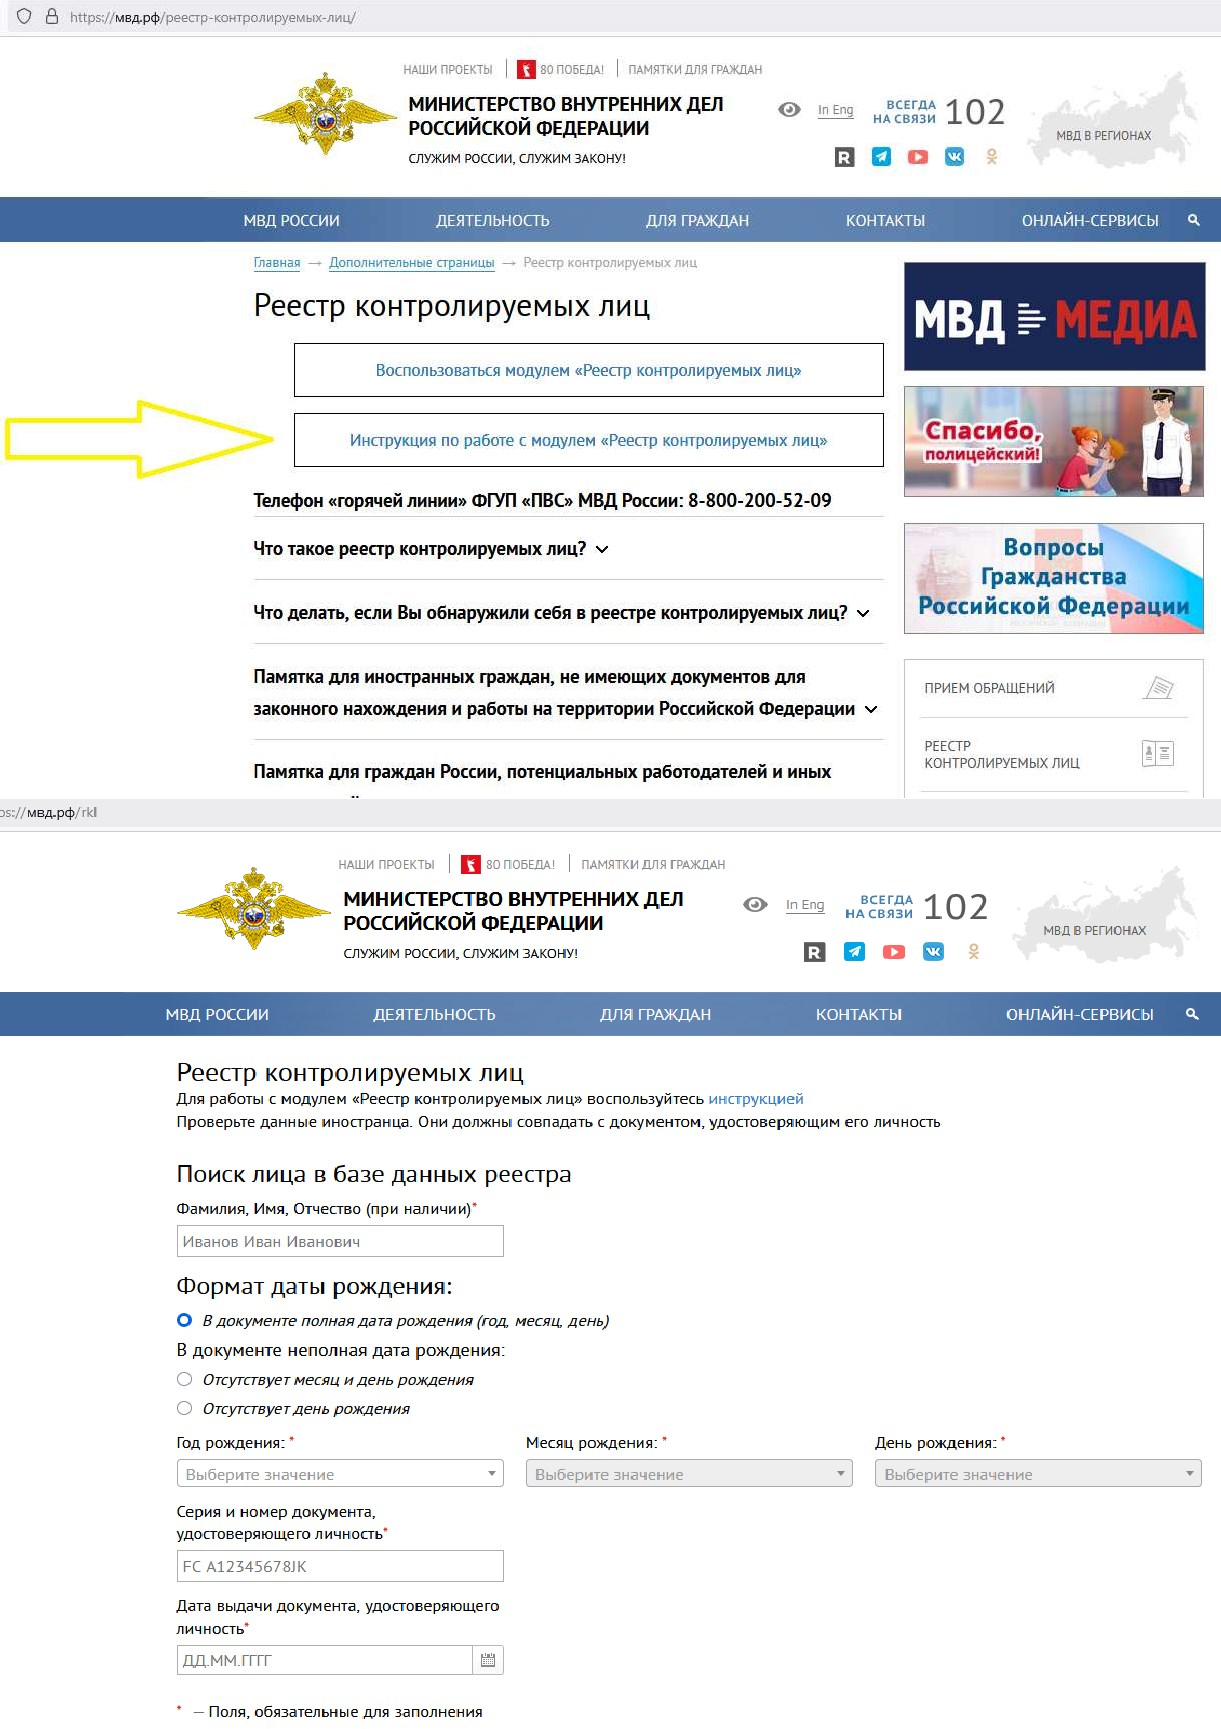 https://мвд.рф/реестр-контролируемых-лиц/
НАШИ ПРОЕКТЫ
80 ПОБЕДА!
ПАМЯТКИ ДЛЯ ГРАЖДАН
МИНИСТЕРСТВО ВНУТРЕННИХ ДЕЛ
РОССИЙСКОЙ ФЕДЕРАЦИИ
СЛУЖИМ РОССИИ, СЛУЖИМ ЗАКОНУ!
In Eng
ВСЕГДА
НА СВЯЗИ
102
МВД В РЕГИОНАХ
МВД РОССИИ
ДЕЯТЕЛЬНОСТЬ
ДЛЯ ГРАЖДАН
КОНТАКТЫ
ОНЛАЙН-СЕРВИСЫ
Главная → Дополнительные страницы → Реестр контролируемых лиц
Реестр контролируемых лиц
Воспользоваться модулем «Реестр контролируемых лиц»
Инструкция по работе с модулем «Реестр контролируемых лиц»
Телефон «горячей линии» ФГУП «ПВС» МВД России: 8-800-200-52-09
Что такое реестр контролируемых лиц?
Что делать, если Вы обнаружили себя в реестре контролируемых лиц?
Памятка для иностранных граждан, не имеющих документов для
законного нахождения и работы на территории Российской Федерации
Памятка для граждан России, потенциальных работодателей и иных
МВД МЕДИА
Спасибо,
полицейский!
Вопросы
Гражданства
Российской Федерации
ПРИЕМ ОБРАЩЕНИЙ
РЕЕСТР
КОНТРОЛИРУЕМЫХ ЛИЦ
ps://мвд.рф/rkl
НАШИ ПРОЕКТЫ
80 ПОБЕДА!
ПАМЯТКИ ДЛЯ ГРАЖДАН
МИНИСТЕРСТВО ВНУТРЕННИХ ДЕЛ
РОССИЙСКОЙ ФЕДЕРАЦИИ
СЛУЖИМ РОССИИ, СЛУЖИМ ЗАКОНУ!
In Eng
ВСЕГДА
НА СВЯЗИ
102
МВД В РЕГИОНАХ
МВД РОССИИ
ДЕЯТЕЛЬНОСТЬ
ДЛЯ ГРАЖДАН
КОНТАКТЫ
ОНЛАЙН-СЕРВИСЫ
Реестр контролируемых лиц
Для работы с модулем «Реестр контролируемых лиц» воспользуйтесь инструкцией
Проверьте данные иностранца. Они должны совпадать с документом, удостоверяющим его личность
Поиск лица в базе данных реестра
Фамилия, Имя, Отчество (при наличии)*
Иванов Иван Иванович
Формат даты рождения:
В документе полная дата рождения (год, месяц, день)
В документе неполная дата рождения:
Отсутствует месяц и день рождения
Отсутствует день рождения
Год рождения: *
Месяц рождения: *
День рождения: *
Выберите значение
Выберите значение
Выберите значение
Серия и номер документа,
удостоверяющего личность*
FC A12345678JK
Дата выдачи документа, удостоверяющего
личность*
ДД.ММ.ГГГГ
* — Поля, обязательные для заполнения